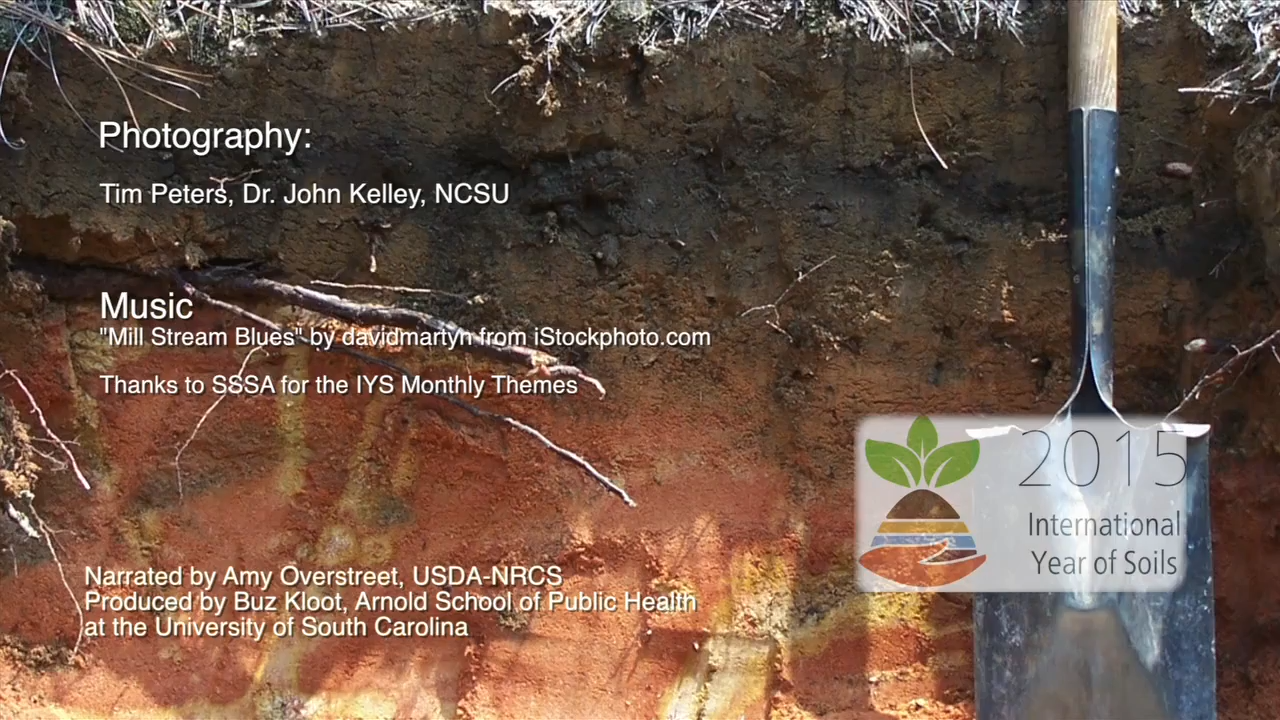 Photography:
Tim Peters, Dr. John Kelley, NCSU
Music
"Mill Stream Blues" by davidmartyn from iStockphoto.com
Thanks to SSSA for the IYS Monthly Themes
2015
International
Year of Soils
Narrated by Amy Overstreet, USDA-NRCS
Produced by Buz Kloot, Arnold School of Public Health
at the University of South Carolina